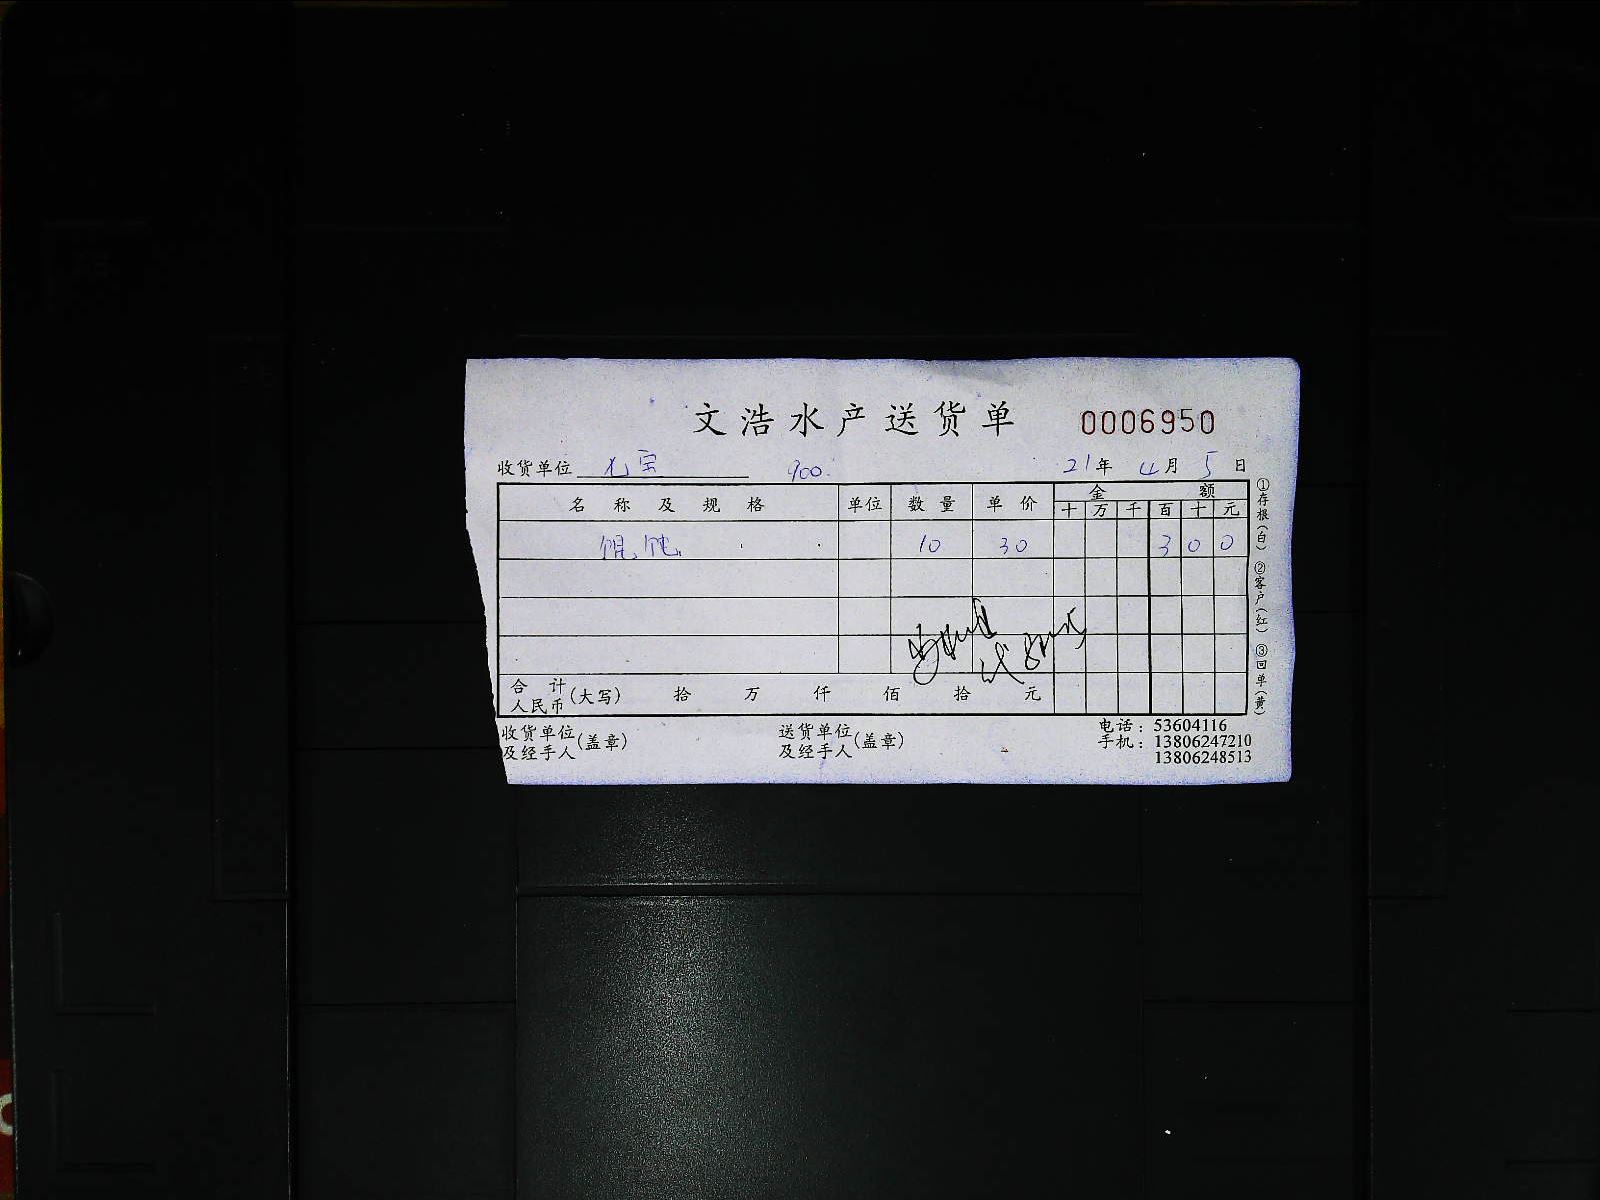 文浩水产送货单 0006950
收货单位 900. 21年 4月 5日
名称及规格 单位 数量 单价 金额
十 万 千 百 十 元
馄饨 10 30 3 0 0
合计人民币(大写) 拾 万 仟 佰 拾 元
收货单位及经手人(盖章) 送货单位及经手人(盖章)
电话：53604116
手机：13806247210
13806248513
①存根(白) ②客户(红) ③回单(黄)